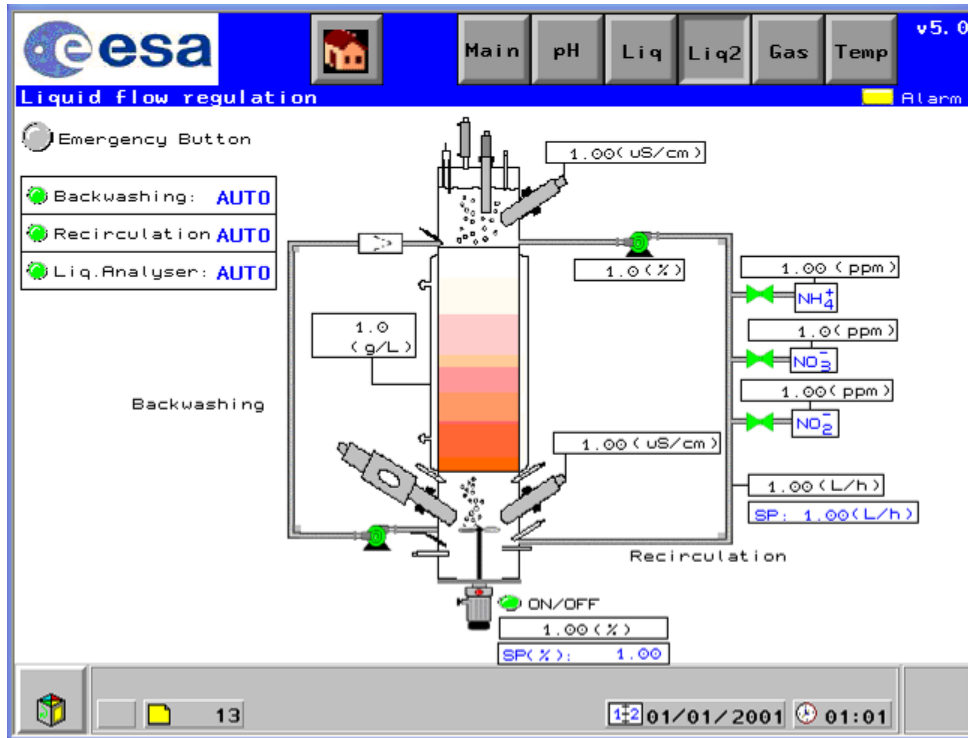 esa
Main pH Liq Liq2 Gas Temp
v5.0
Liquid flow regulation
Alarm
Emergency Button
Backwashing: AUTO
Recirculation AUTO
Liq.Analyser: AUTO
1.00(uS/cm)
1.0(%)
1.00 (ppm)
NH4+
1.0(ppm)
NO3-
1.00(ppm)
NO2-
1.0
(g/L)
Backwashing
1.00(uS/cm)
1.00(L/h)
SP: 1.00(L/h)
Recirculation
ON/OFF
1.00(%)
SP(%): 1.00
13
1 2 01/01/2001 01:01